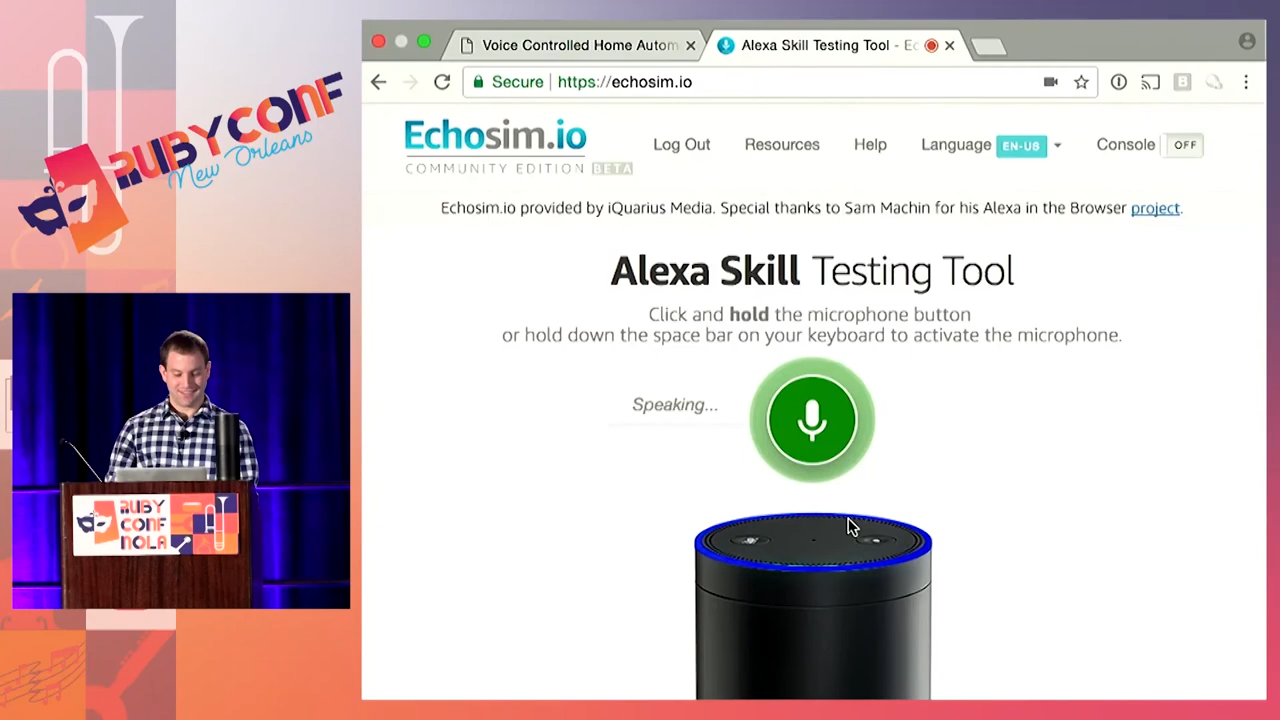 RUBYCONF
New Orleans
RUBY
CONF
NOLA
Voice Controlled Home Autom
Alexa Skill Testing Tool - Ec
Secure | https://echosim.io
B
Echosim.io
COMMUNITY EDITION BETA
Log Out
Resources
Help
Language EN-US
Console OFF
Echosim.io provided by iQuarius Media. Special thanks to Sam Machin for his Alexa in the Browser project.
Alexa Skill Testing Tool
Click and hold the microphone button
or hold down the space bar on your keyboard to activate the microphone.
Speaking...